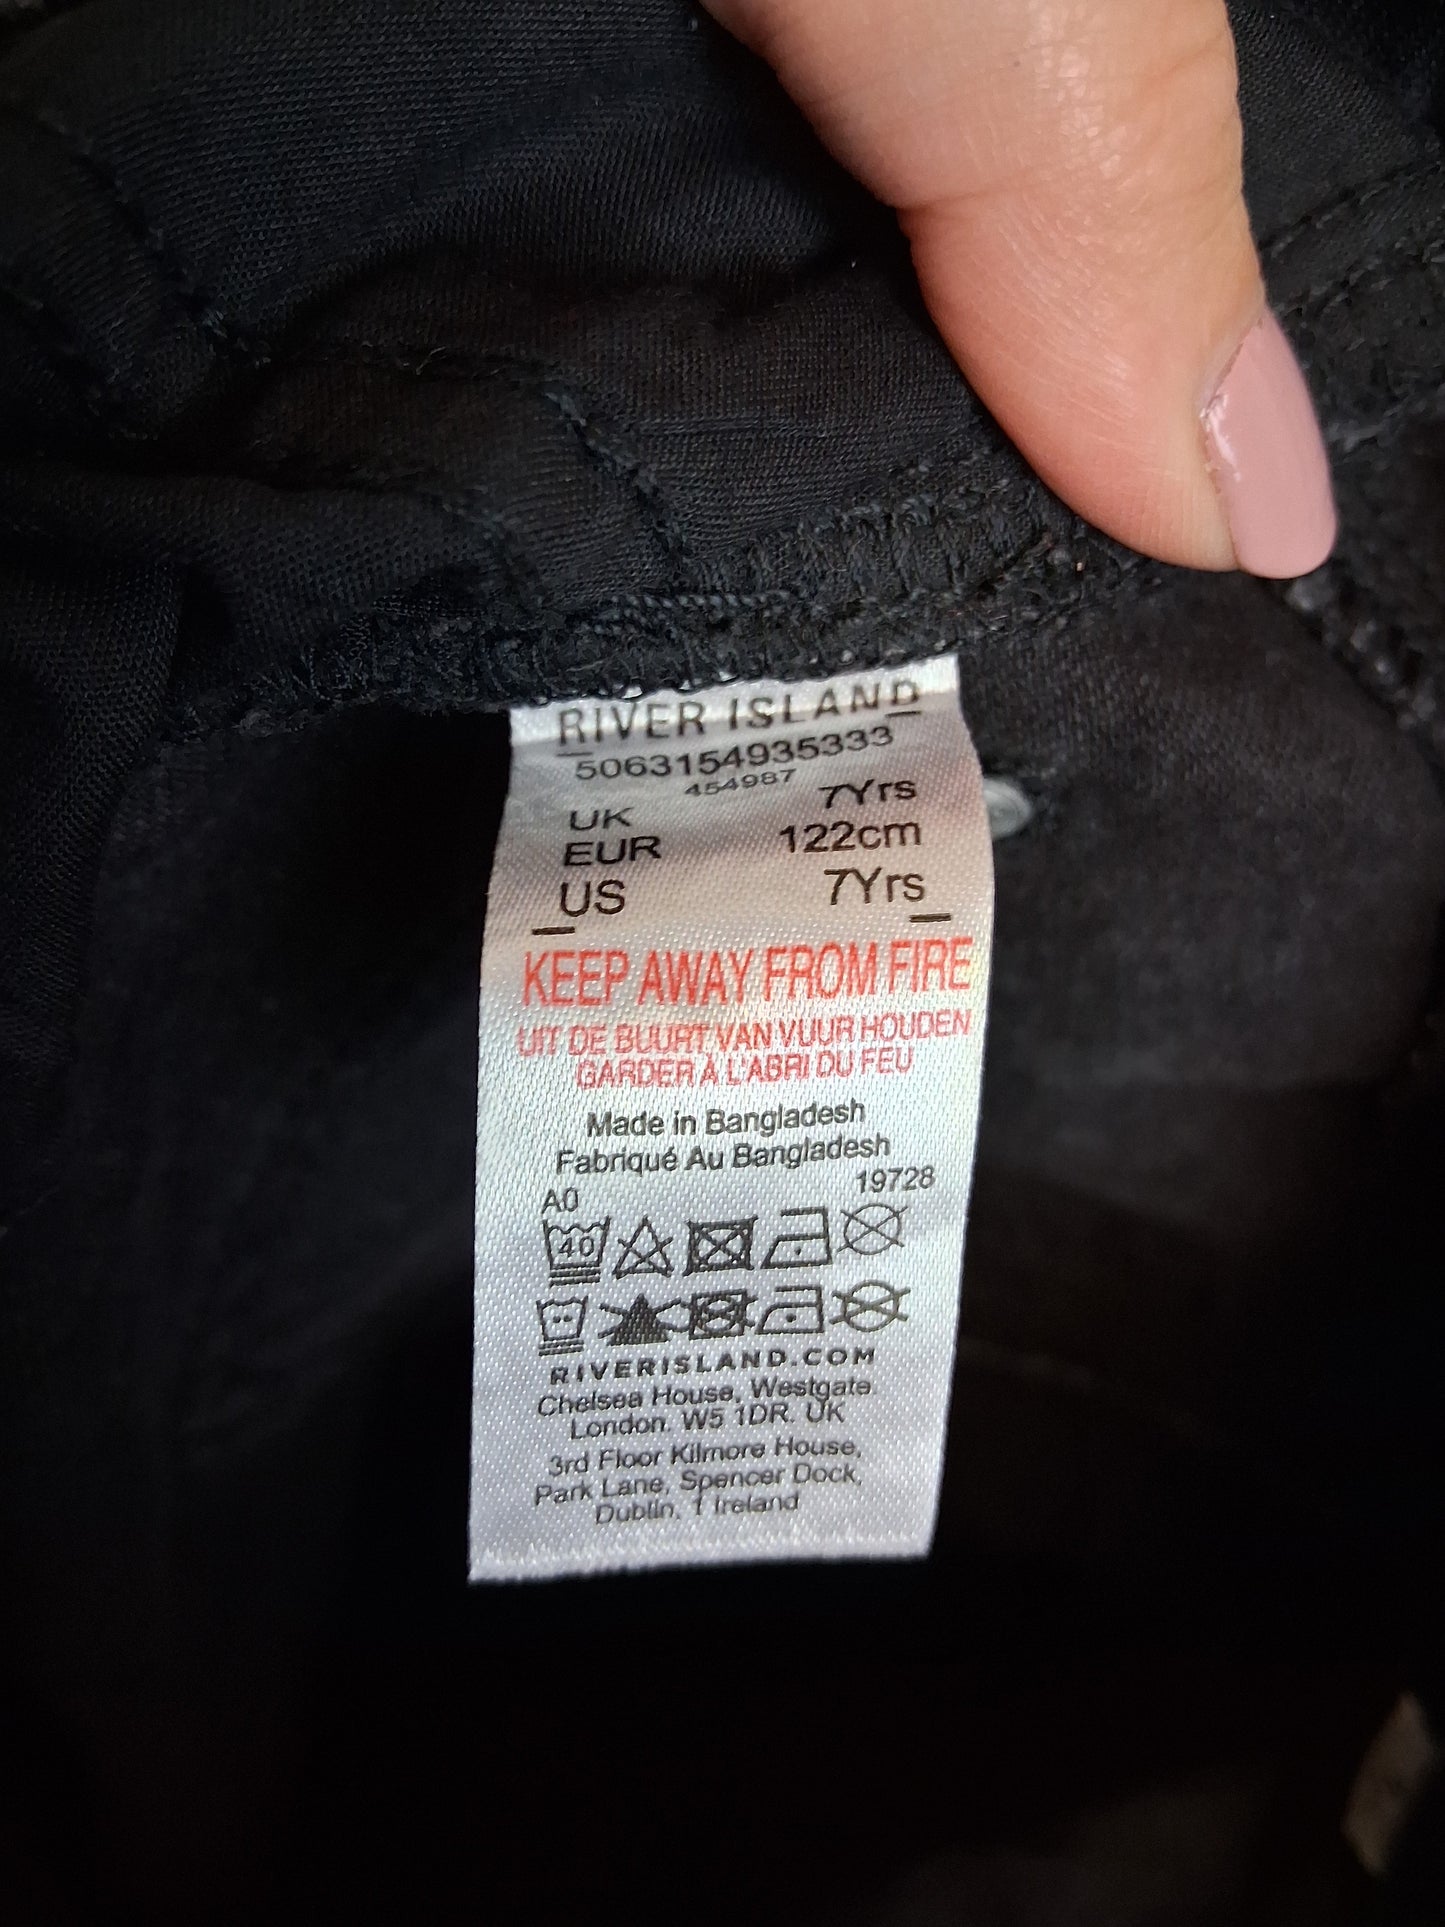 RIVER ISLAND
5063154935333
454987
UK 7Yrs
EUR 122cm
US 7Yrs
KEEP AWAY FROM FIRE
UIT DE BUURT VAN VUUR HOUDEN
GARDER À L'ABRI DU FEU
Made in Bangladesh
Fabriqué Au Bangladesh
A0 19728
40
RIVERISLAND.COM
Chelsea House, Westgate.
London. W5 1DR. UK
3rd Floor Kilmore House,
Park Lane, Spencer Dock,
Dublin, 1 Ireland